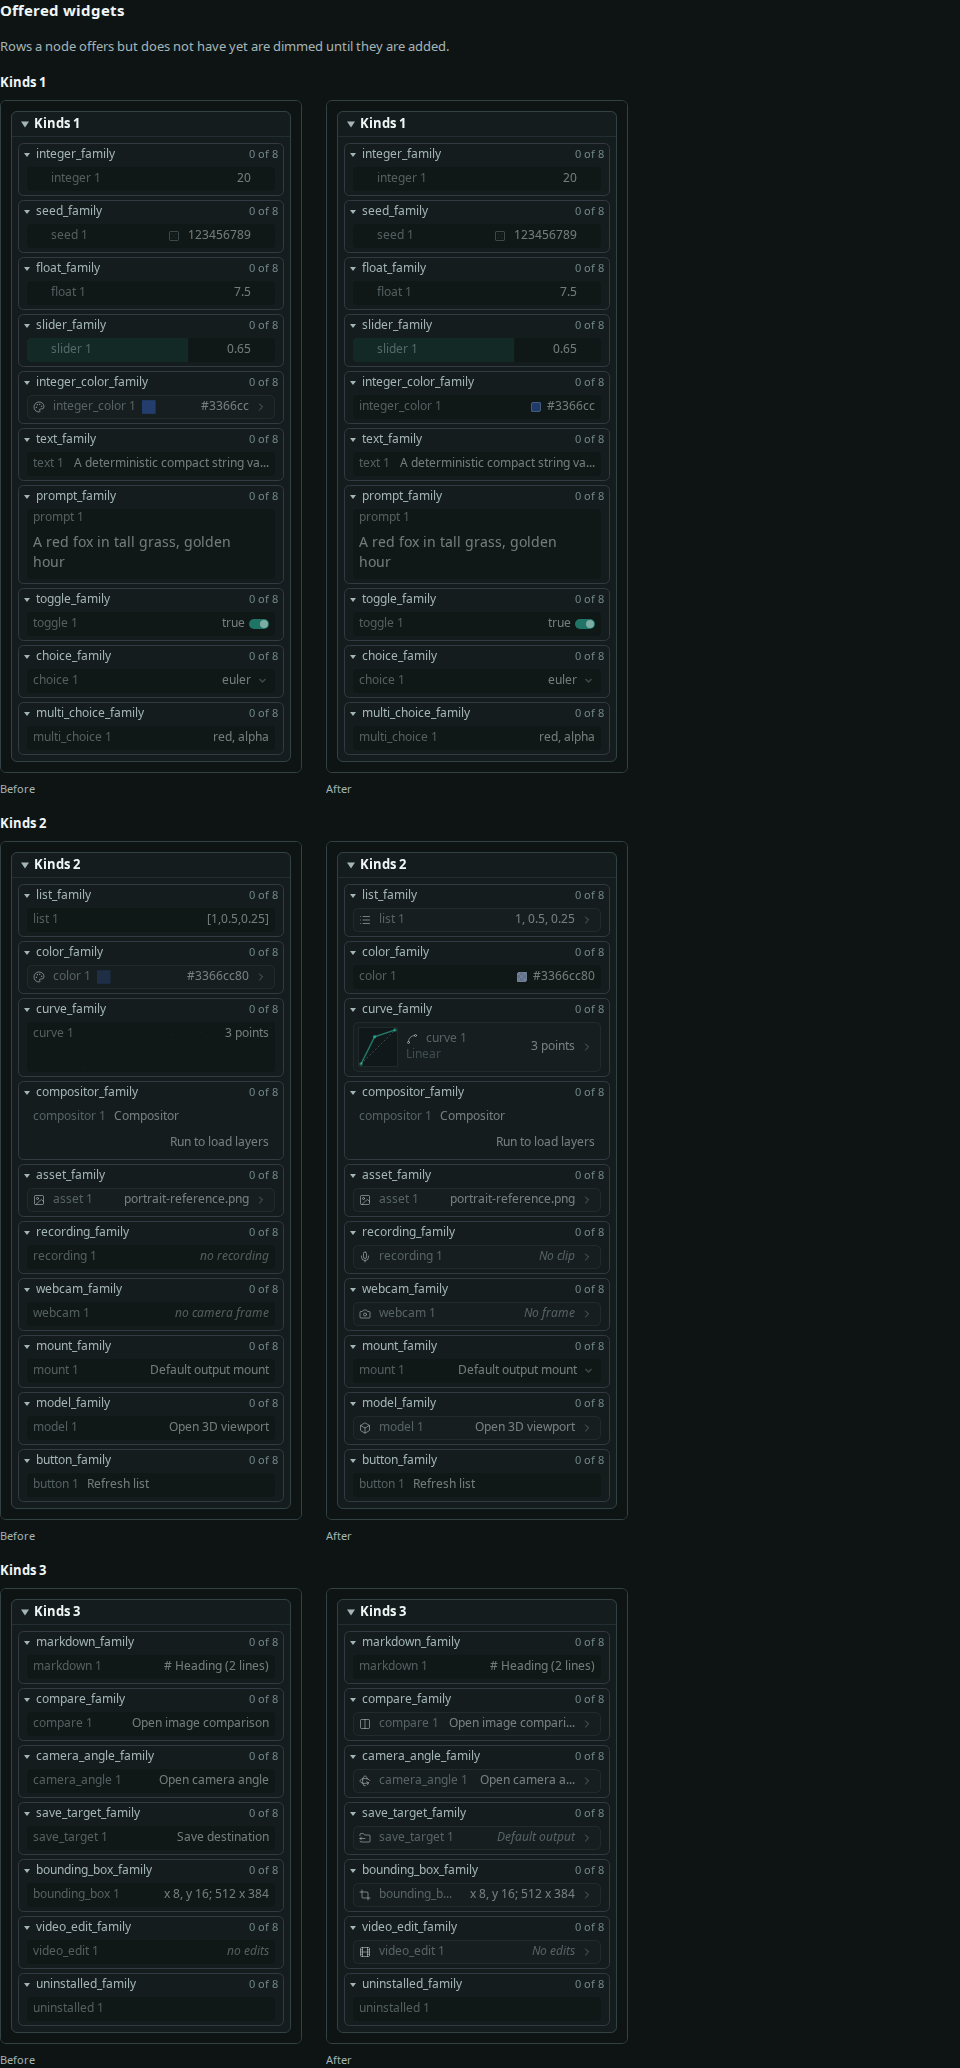 Offered widgets
Rows a node offers but does not have yet are dimmed until they are added.
Kinds 1
Kinds 1
integer_family 0 of 8
integer 1 20
seed_family 0 of 8
seed 1 123456789
float_family 0 of 8
float 1 7.5
slider_family 0 of 8
slider 1 0.65
integer_color_family 0 of 8
integer_color 1 #3366cc
text_family 0 of 8
text 1 A deterministic compact string va...
prompt_family 0 of 8
prompt 1
A red fox in tall grass, golden
hour
toggle_family 0 of 8
toggle 1 true
choice_family 0 of 8
choice 1 euler
multi_choice_family 0 of 8
multi_choice 1 red, alpha
Before
Kinds 1
integer_family 0 of 8
integer 1 20
seed_family 0 of 8
seed 1 123456789
float_family 0 of 8
float 1 7.5
slider_family 0 of 8
slider 1 0.65
integer_color_family 0 of 8
integer_color 1 #3366cc
text_family 0 of 8
text 1 A deterministic compact string va...
prompt_family 0 of 8
prompt 1
A red fox in tall grass, golden
hour
toggle_family 0 of 8
toggle 1 true
choice_family 0 of 8
choice 1 euler
multi_choice_family 0 of 8
multi_choice 1 red, alpha
After
Kinds 2
Kinds 2
list_family 0 of 8
list 1 [1,0.5,0.25]
color_family 0 of 8
color 1 #3366cc80
curve_family 0 of 8
curve 1 3 points
compositor_family 0 of 8
compositor 1 Compositor
Run to load layers
asset_family 0 of 8
asset 1 portrait-reference.png
recording_family 0 of 8
recording 1 no recording
webcam_family 0 of 8
webcam 1 no camera frame
mount_family 0 of 8
mount 1 Default output mount
model_family 0 of 8
model 1 Open 3D viewport
button_family 0 of 8
button 1 Refresh list
Before
Kinds 2
list_family 0 of 8
list 1 1, 0.5, 0.25
color_family 0 of 8
color 1 #3366cc80
curve_family 0 of 8
curve 1
Linear
3 points
compositor_family 0 of 8
compositor 1 Compositor
Run to load layers
asset_family 0 of 8
asset 1 portrait-reference.png
recording_family 0 of 8
recording 1 No clip
webcam_family 0 of 8
webcam 1 No frame
mount_family 0 of 8
mount 1 Default output mount
model_family 0 of 8
model 1 Open 3D viewport
button_family 0 of 8
button 1 Refresh list
After
Kinds 3
Kinds 3
markdown_family 0 of 8
markdown 1 # Heading (2 lines)
compare_family 0 of 8
compare 1 Open image comparison
camera_angle_family 0 of 8
camera_angle 1 Open camera angle
save_target_family 0 of 8
save_target 1 Save destination
bounding_box_family 0 of 8
bounding_box 1 x 8, y 16; 512 x 384
video_edit_family 0 of 8
video_edit 1 no edits
uninstalled_family 0 of 8
uninstalled 1
Before
Kinds 3
markdown_family 0 of 8
markdown 1 # Heading (2 lines)
compare_family 0 of 8
compare 1 Open image compari...
camera_angle_family 0 of 8
camera_angle 1 Open camera a...
save_target_family 0 of 8
save_target 1 Default output
bounding_box_family 0 of 8
bounding_b... x 8, y 16; 512 x 384
video_edit_family 0 of 8
video_edit 1 No edits
uninstalled_family 0 of 8
uninstalled 1
After